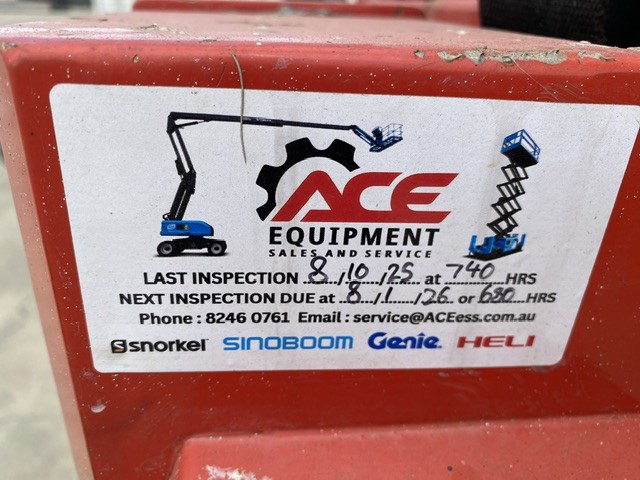 ACE
EQUIPMENT
SALES AND SERVICE
LAST INSPECTION 8/10/25 at 740 HRS
NEXT INSPECTION DUE at 8/1/26 or 680 HRS
Phone : 8246 0761 Email : service@ACEess.com.au
snorkel SINOBOOM Genie HELI